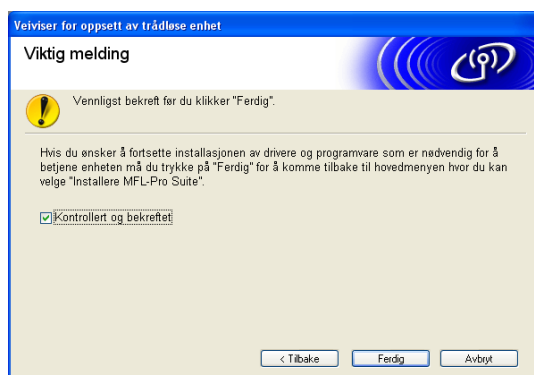 Veiviser for oppsett av trådløse enhet
Viktig melding
Vennligst bekreft før du klikker "Ferdig".
Hvis du ønsker å fortsette installasjonen av drivere og programvare som er nødvendig for å
betjene enheten må du trykke på "Ferdig" for å komme tilbake til hovedmenyen hvor du kan
velge "Installere MFL-Pro Suite".
Kontrollert og bekreftet
< Tilbake
Ferdig
Avbryt